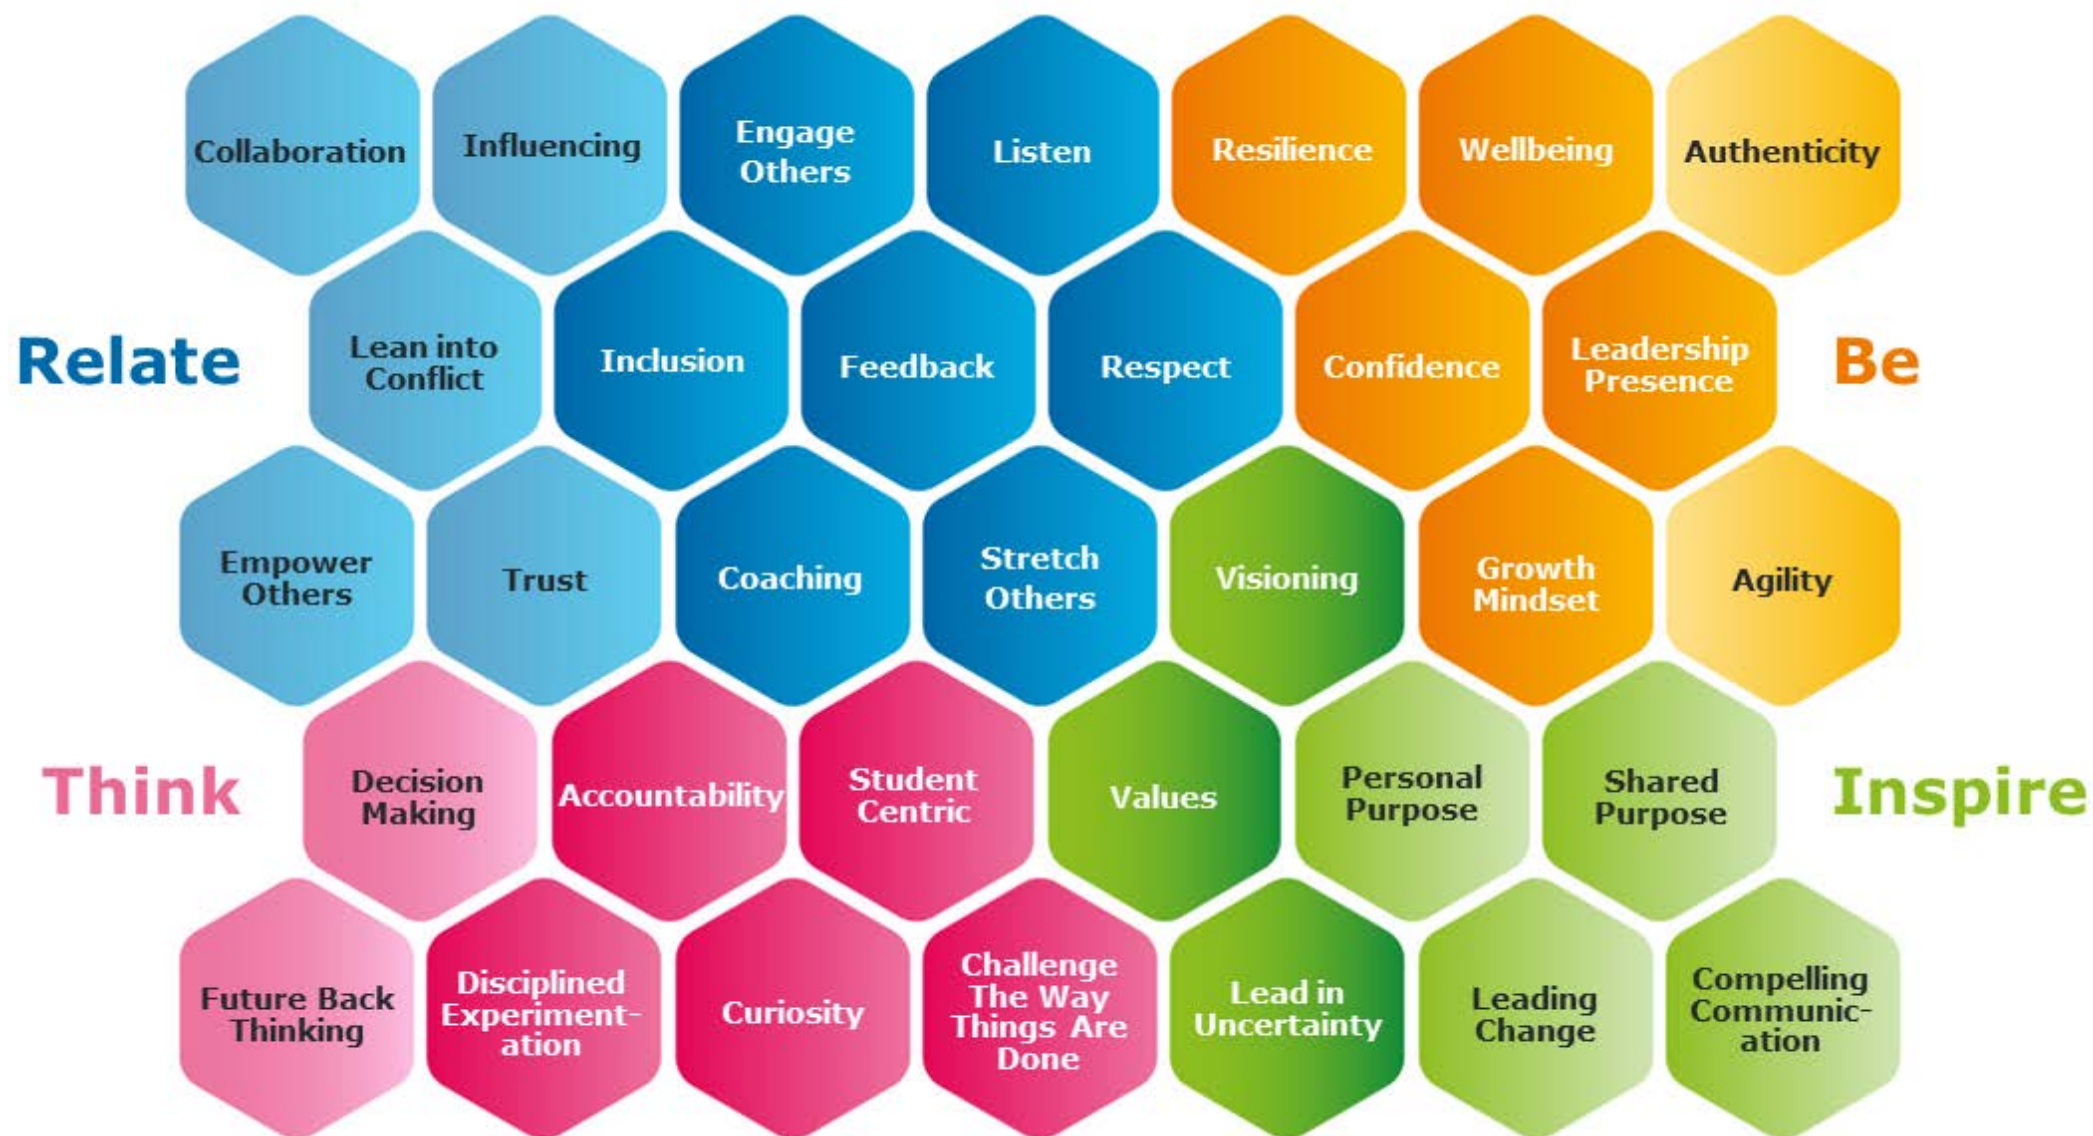 Collaboration
Influencing
Engage
Others
Listen
Resilience
Wellbeing
Authenticity
Relate
Lean into
Conflict
Inclusion
Feedback
Respect
Confidence
Leadership
Presence
Be
Empower
Others
Trust
Coaching
Stretch
Others
Visioning
Growth
Mindset
Agility
Think
Decision
Making
Accountability
Student
Centric
Values
Personal
Purpose
Shared
Purpose
Inspire
Future Back
Thinking
Disciplined
Experiment-
ation
Curiosity
Challenge
The Way
Things Are
Done
Lead in
Uncertainty
Leading
Change
Compelling
Communic-
ation